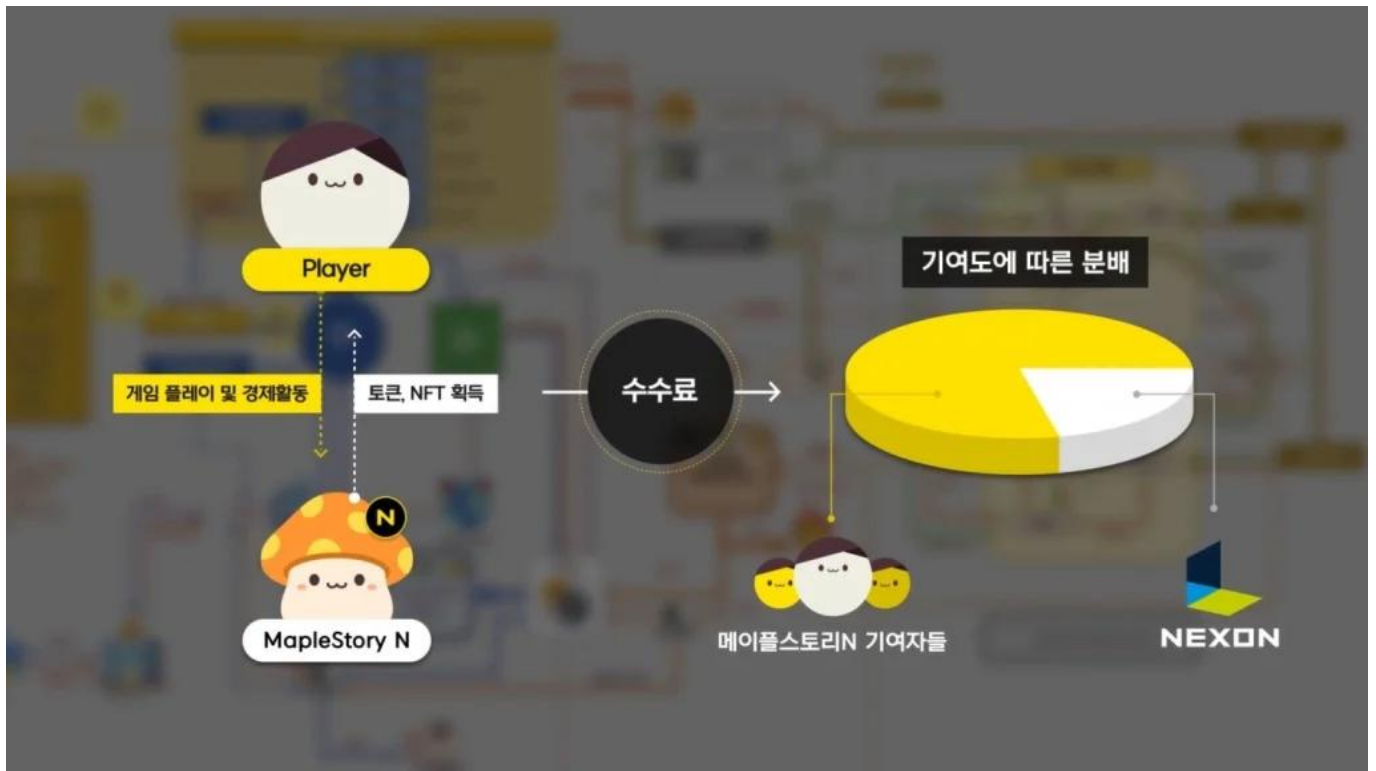 Player
게임 플레이 및 경제활동
토큰, NFT 획득
N
MapleStory N
수수료
기여도에 따른 분배
메이플스토리N 기여자들
NEXON